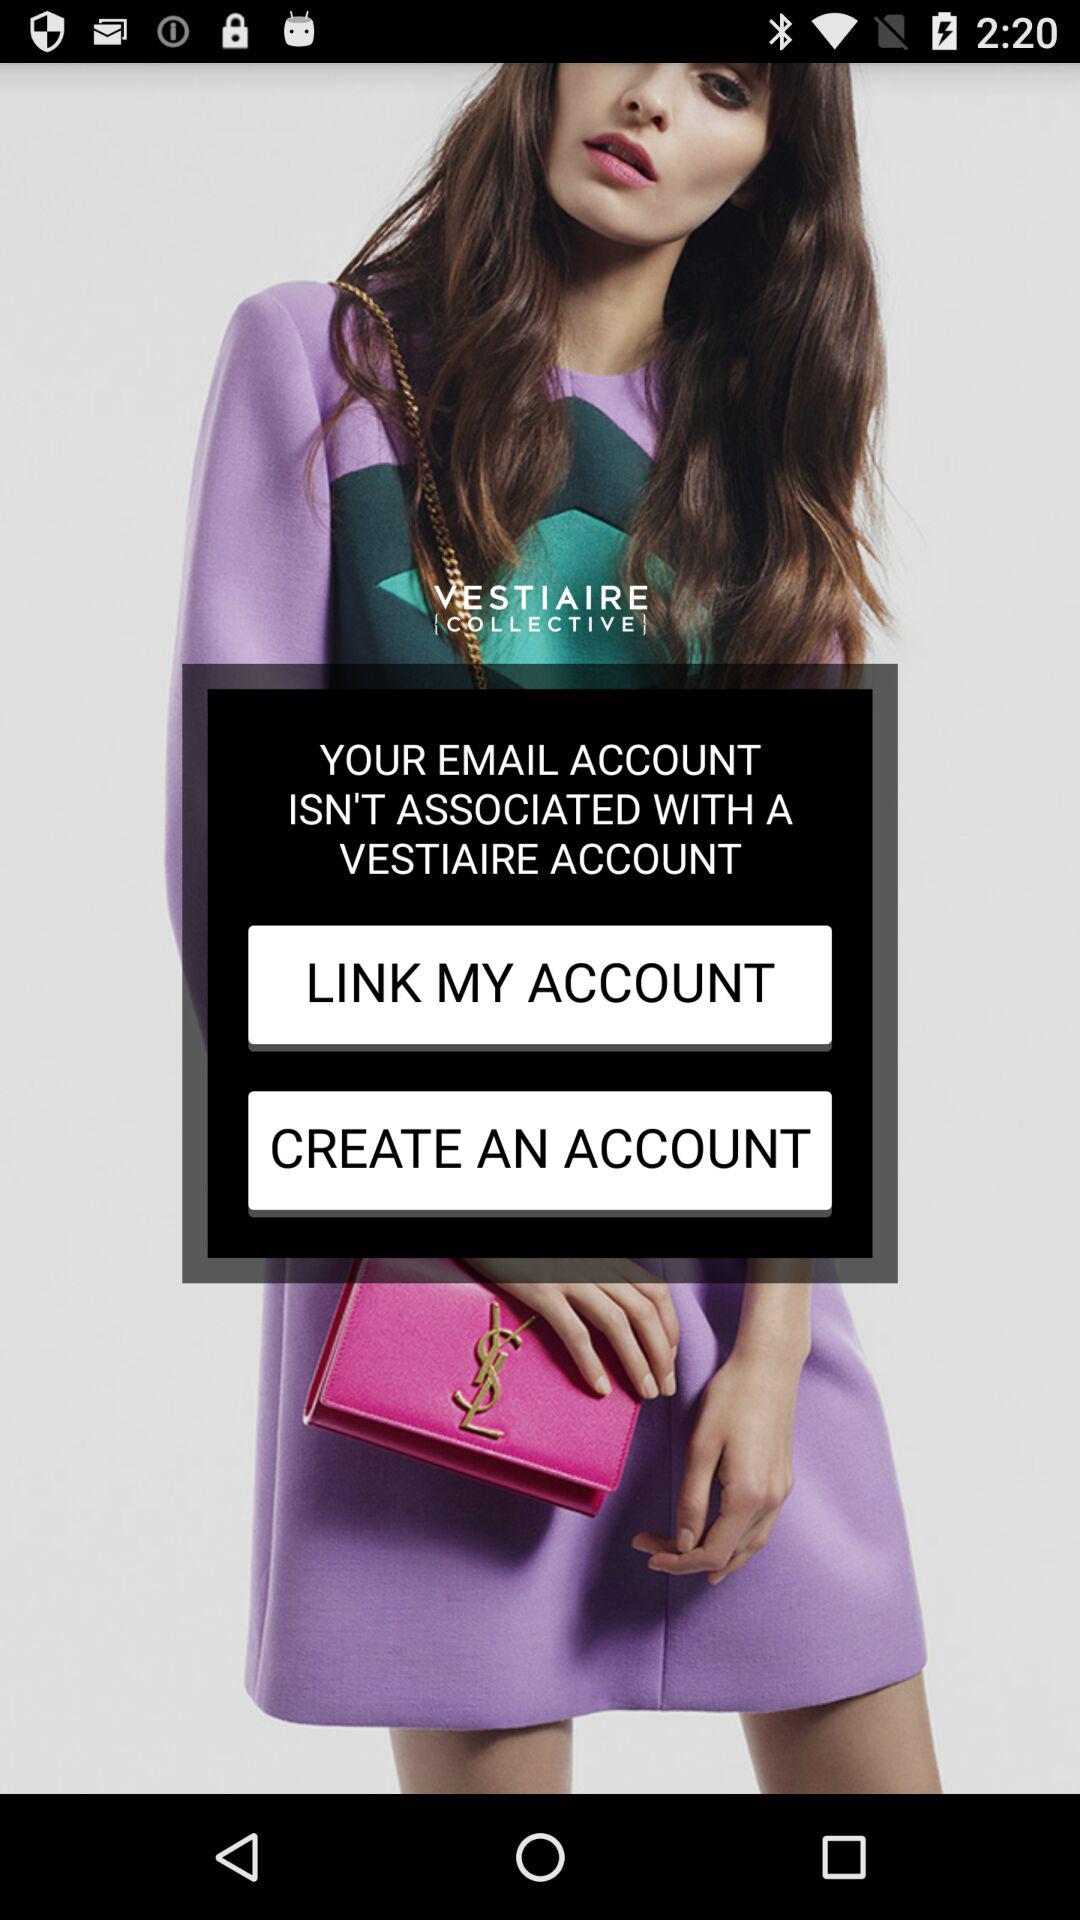 2:20
VESTIAIRE
{COLLECTIVE}
YOUR EMAIL ACCOUNT
ISN'T ASSOCIATED WITH A
VESTIAIRE ACCOUNT
LINK MY ACCOUNT
CREATE AN ACCOUNT
YSL